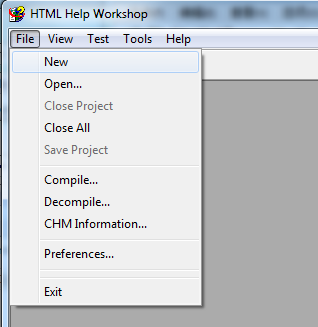 HTML Help Workshop
File View Test Tools Help
New
Open...
Close Project
Close All
Save Project
Compile...
Decompile...
CHM Information...
Preferences...
Exit